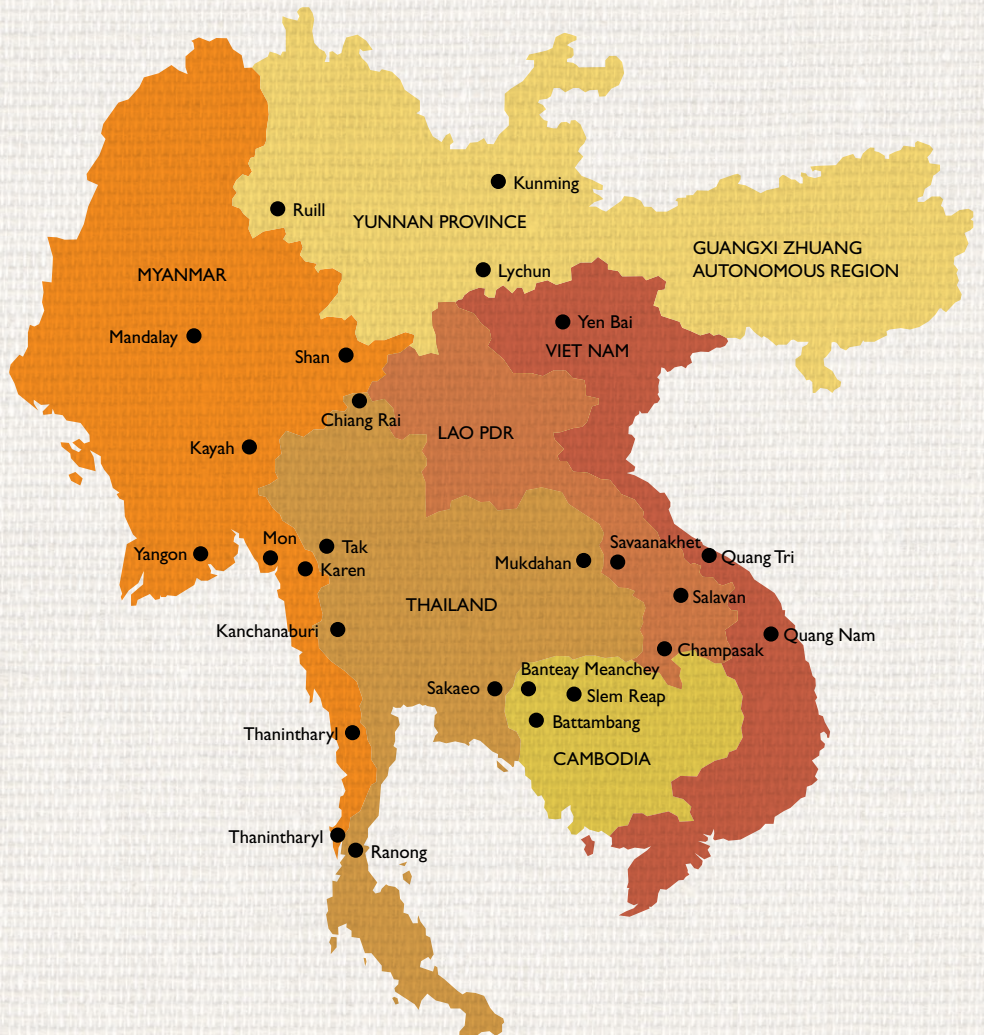 Kunming
Ruill
YUNNAN PROVINCE
GUANGXI ZHUANG
AUTONOMOUS REGION
MYANMAR
Lychun
Yen Bai
Mandalay
VIET NAM
Shan
Chiang Rai
LAO PDR
Kayah
Mon
Savaanakhet
Yangon
Tak
Quang Tri
Mukdahan
Karen
Salavan
THAILAND
Kanchanaburi
Quang Nam
Champasak
Banteay Meanchey
Sakaeo
Slem Reap
Battambang
Thanintharyl
CAMBODIA
Thanintharyl
Ranong